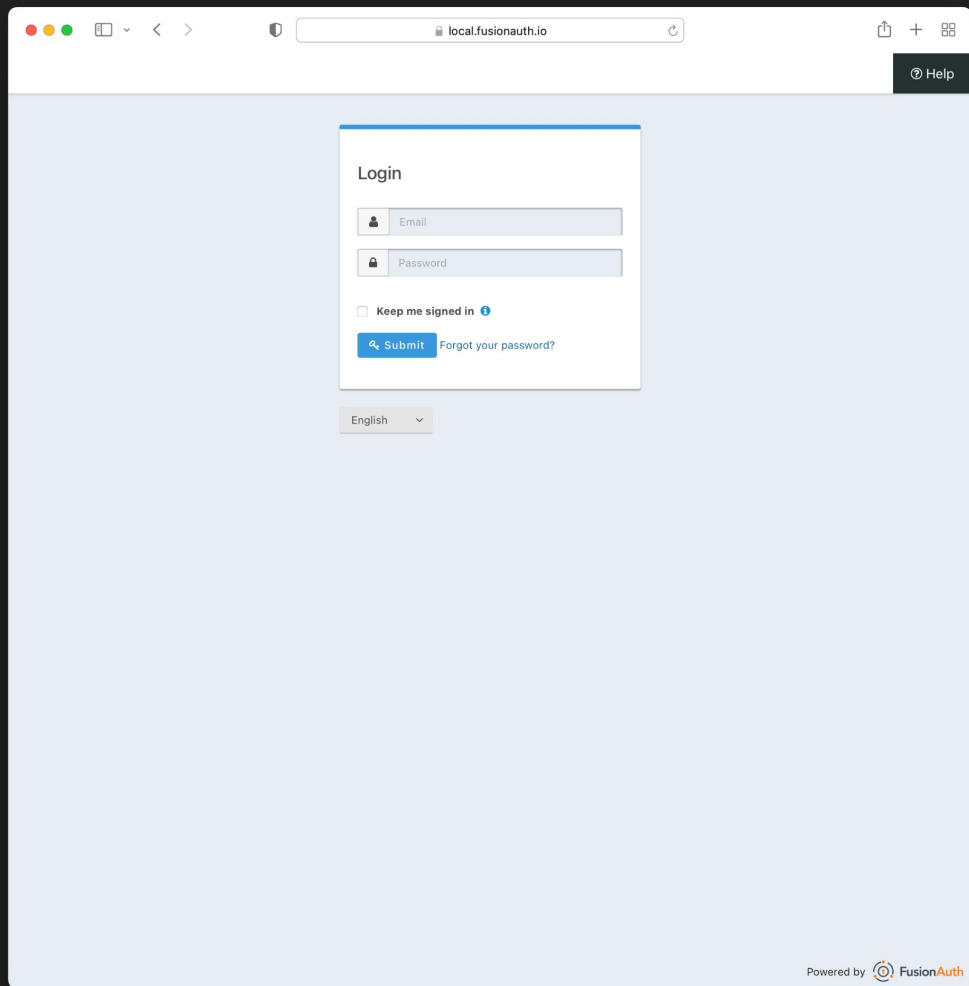 local.fusionauth.io
Help
Login
Email
Password
Keep me signed in
Submit Forgot your password?
English
Powered by FusionAuth